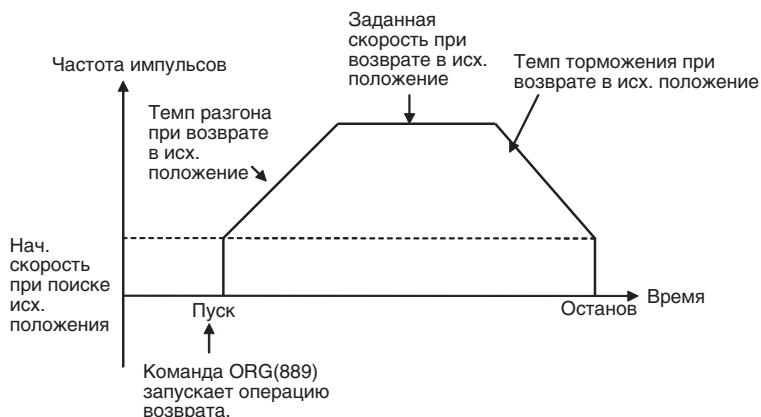 Заданная
скорость при
возврате в исх.
положение
Частота импульсов
Темп торможения при
возврате в исх. положение
Темп разгона
при возврате
в исх.
положение
Нач.
скорость
при поиске
исх.
положения
Пуск
Останов
Время
Команда ORG(889)
запускает операцию
возврата.